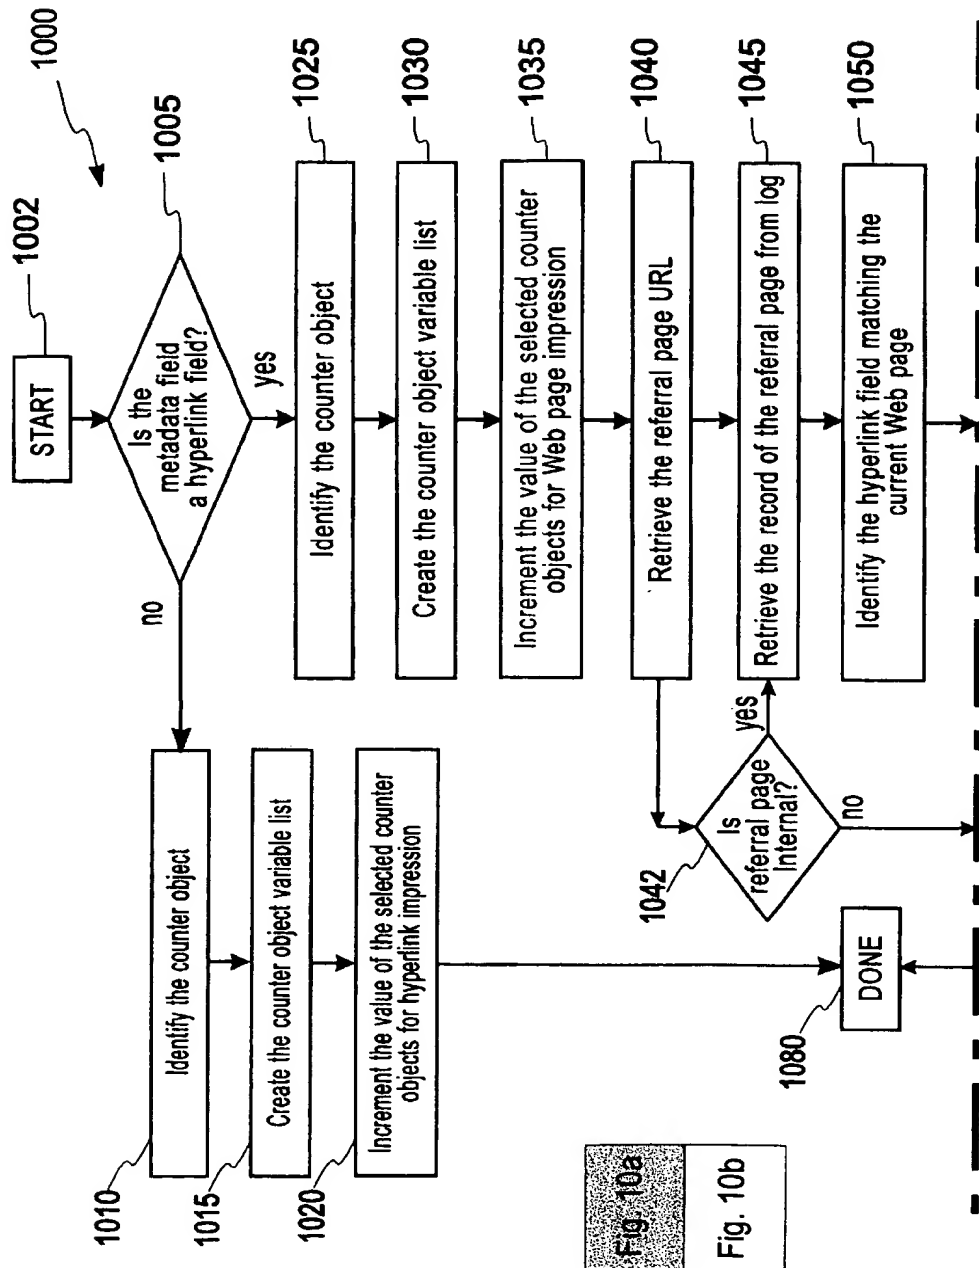 1000
START
1002
Is the
metadata field
a hyperlink field?
1005
no
yes
Identify the counter object
1010
Create the counter object variable list
1015
Increment the value of the selected counter
objects for hyperlink impression
1020
Identify the counter object
1025
Create the counter object variable list
1030
Increment the value of the selected counter
objects for Web page impression
1035
Retrieve the referral page URL
1040
Is
referral page
Internal?
1042
yes
no
Retrieve the record of the referral page from log
1045
Identify the hyperlink field matching the
current Web page
1050
DONE
1080
Fig. 10a
Fig. 10b